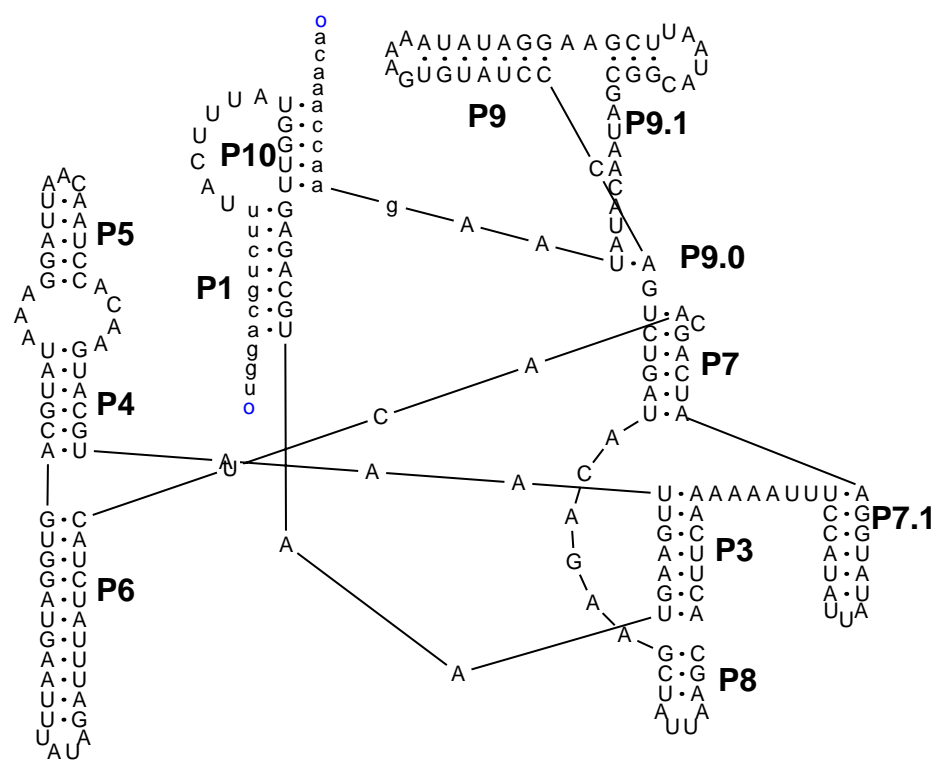 o
a
c
a
a
a
c
c
a
a
g A A U
U U U A U
C
A
U
U G G U U
P10
u u c u g c a g g u o
G A G A C G U
P1
A A C
A U U A G G
A A U C C
P5
A A A
A C A A
U A U G C A
G U A C G U
P4
G U G G A U G A A U U
C A U C U A U U U A G
U A U A
P6
A A A
U C A
A A
A A A U A U A G G A A G C U U A A U
A G U G U A U C C
C G G C A
P9
G A U A A C A U A U
P9.1
C
A
P9.0
G
U C U G A U
A C G A C U A
P7
A C A G A A
U U G A A G U
A A C U U C A
P3
A A A A U U U A
C C A U A U U
G G U A U A
P7.1
G C U A U U
C G A A
P8